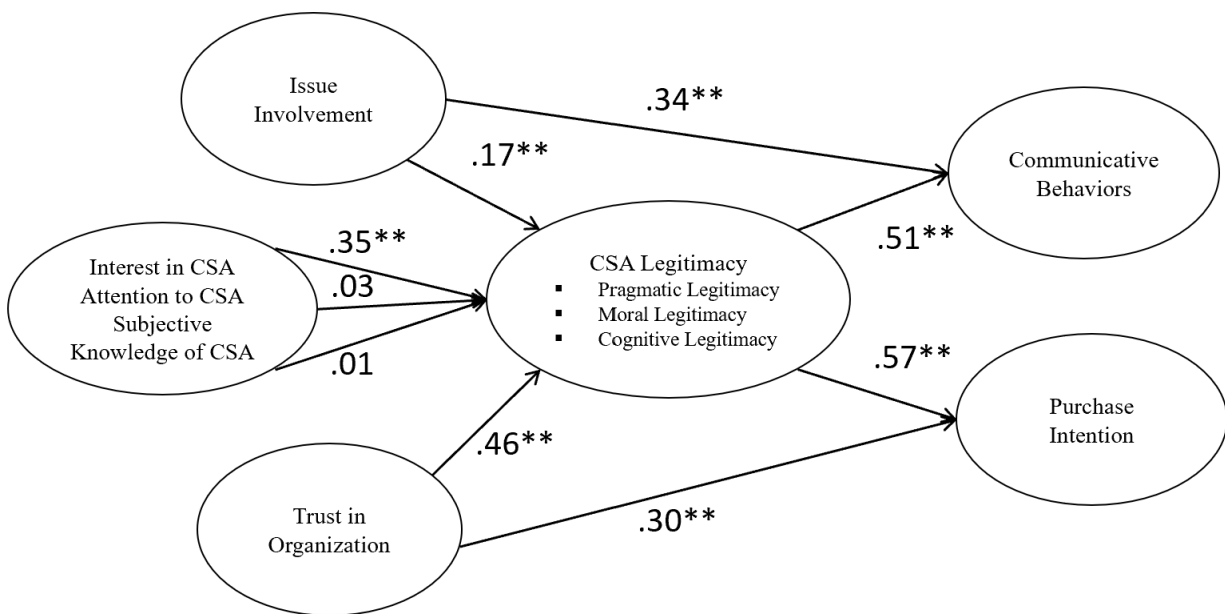 Issue
Involvement
.34**
.17**
Communicative
Behaviors
.51**
Interest in CSA
Attention to CSA
Subjective
Knowledge of CSA
.35**
.03
.01
CSA Legitimacy
▪ Pragmatic Legitimacy
▪ Moral Legitimacy
▪ Cognitive Legitimacy
.57**
Purchase
Intention
.46**
.30**
Trust in
Organization